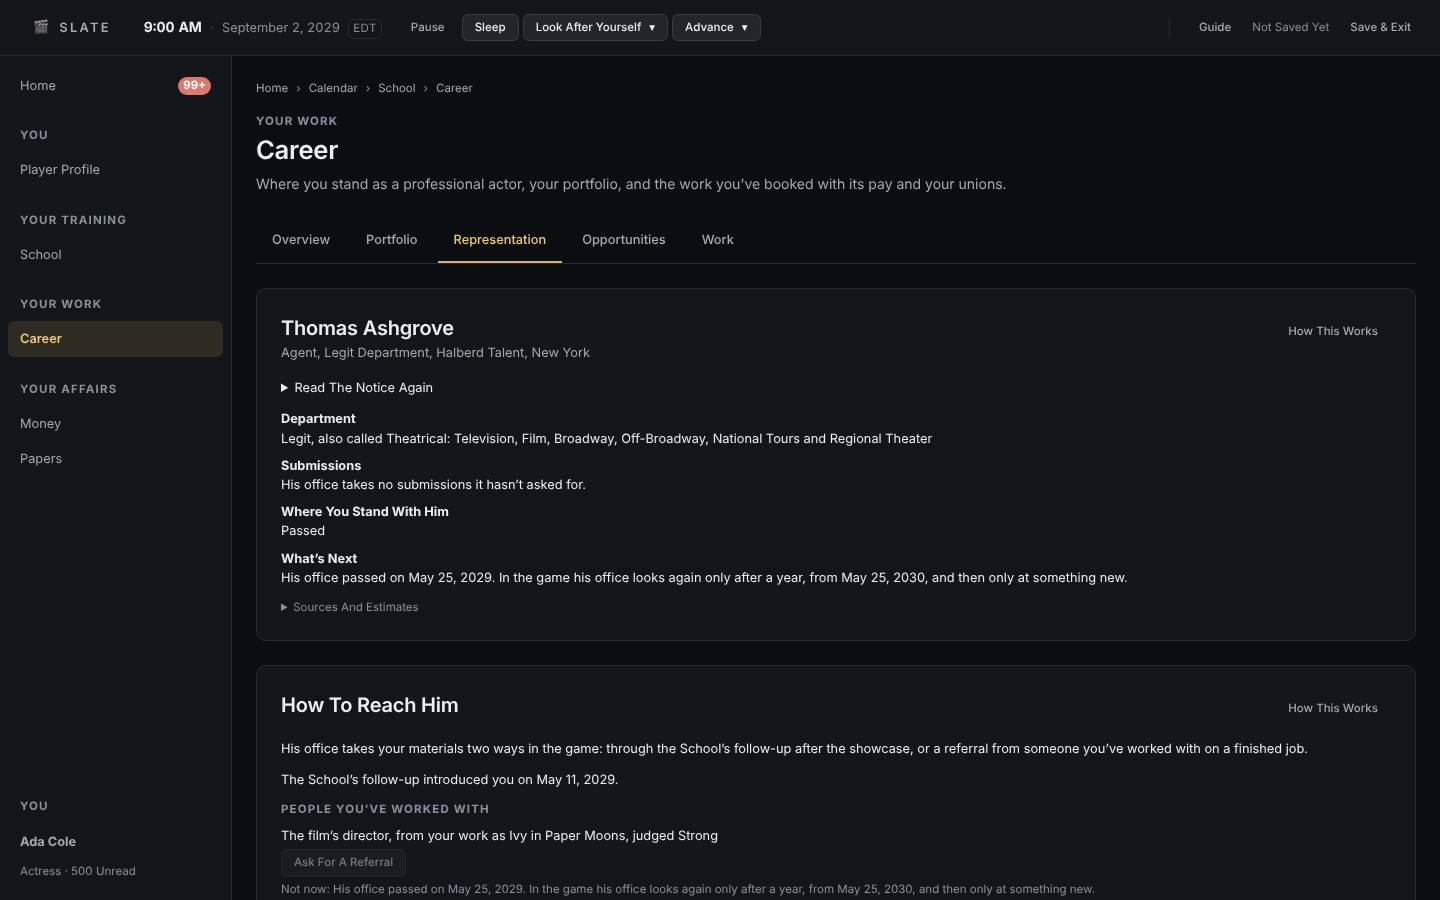 SLATE
9:00 AM · September 2, 2029 EDT
Pause
Sleep
Look After Yourself ▾
Advance ▾
Guide
Not Saved Yet
Save & Exit
Home
99+
YOU
Player Profile
YOUR TRAINING
School
YOUR WORK
Career
YOUR AFFAIRS
Money
Papers
YOU
Ada Cole
Actress · 500 Unread
Home › Calendar › School › Career
YOUR WORK
Career
Where you stand as a professional actor, your portfolio, and the work you’ve booked with its pay and your unions.
Overview
Portfolio
Representation
Opportunities
Work
Thomas Ashgrove
How This Works
Agent, Legit Department, Halberd Talent, New York
▶ Read The Notice Again
Department
Legit, also called Theatrical: Television, Film, Broadway, Off-Broadway, National Tours and Regional Theater
Submissions
His office takes no submissions it hasn’t asked for.
Where You Stand With Him
Passed
What’s Next
His office passed on May 25, 2029. In the game his office looks again only after a year, from May 25, 2030, and then only at something new.
▶ Sources And Estimates
How To Reach Him
How This Works
His office takes your materials two ways in the game: through the School’s follow-up after the showcase, or a referral from someone you’ve worked with on a finished job.
The School’s follow-up introduced you on May 11, 2029.
PEOPLE YOU’VE WORKED WITH
The film’s director, from your work as Ivy in Paper Moons, judged Strong
Ask For A Referral
Not now: His office passed on May 25, 2029. In the game his office looks again only after a year, from May 25, 2030, and then only at something new.